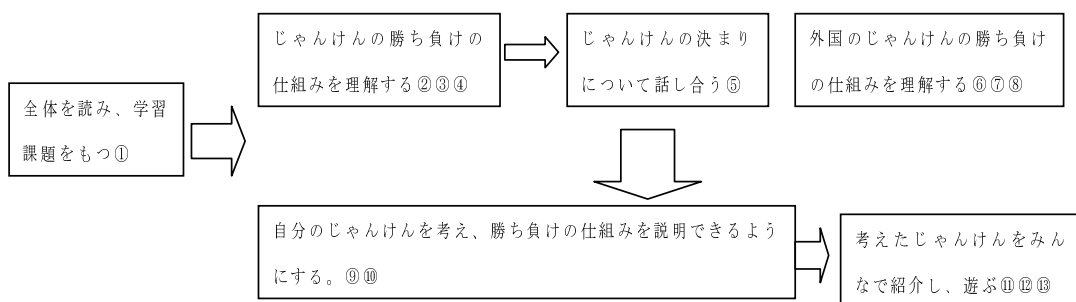 全体を読み、学習
課題をもつ①
じゃんけんの勝ち負けの
仕組みを理解する②③④
じゃんけんの決まり
について話し合う⑤
外国のじゃんけんの勝ち負け
の仕組みを理解する⑥⑦⑧
自分のじゃんけんを考え、勝ち負けの仕組みを説明できるよう
にする。⑨⑩
考えたじゃんけんをみん
なで紹介し、遊ぶ⑪⑫⑬